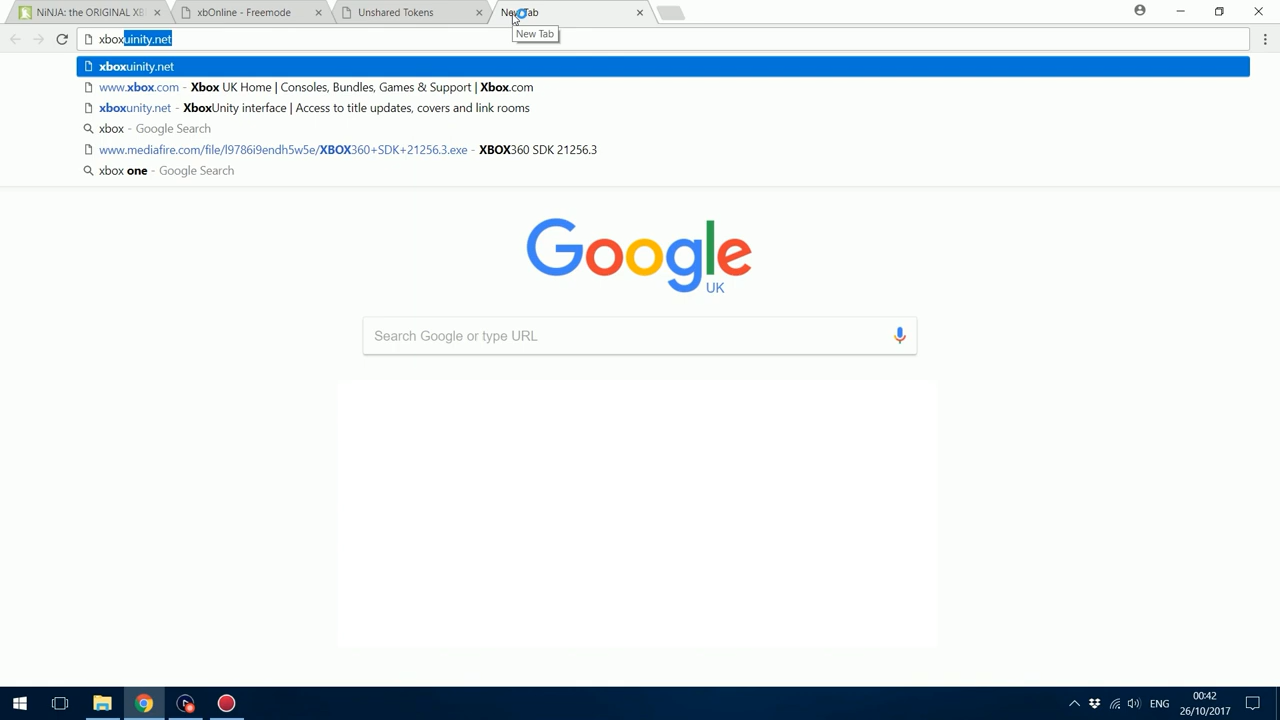 NiNJA: the ORIGINAL XB
xbOnline - Freemode
Unshared Tokens
New Tab
New Tab
xboxuinity.net
xboxuinity.net
www.xbox.com - Xbox UK Home | Consoles, Bundles, Games & Support | Xbox.com
xboxunity.net - XboxUnity interface | Access to title updates, covers and link rooms
xbox - Google Search
www.mediafire.com/file/l9786i9endh5w5e/XBOX360+SDK+21256.3.exe - XBOX360 SDK 21256.3
xbox one - Google Search
Google
UK
Search Google or type URL
ENG
00:42
26/10/2017